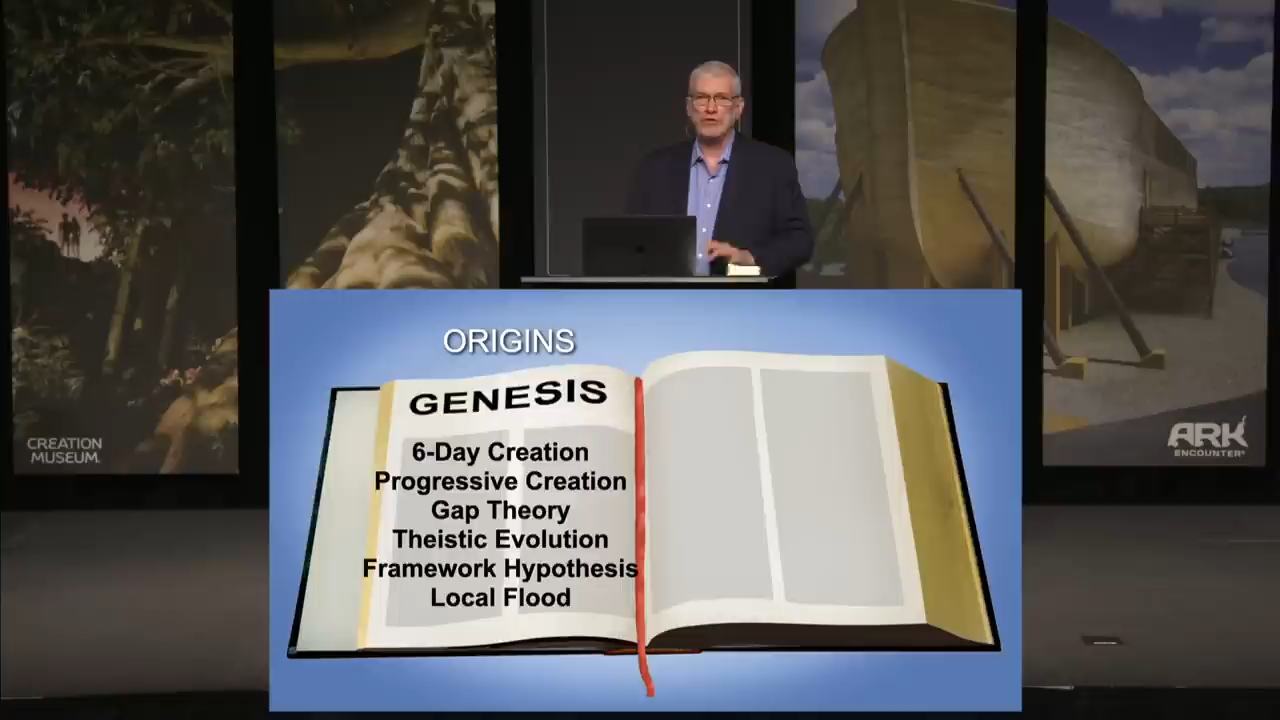 ORIGINS
GENESIS
6-Day Creation
Progressive Creation
Gap Theory
Theistic Evolution
Framework Hypothesis
Local Flood
CREATION
MUSEUM
ARK
ENCOUNTER